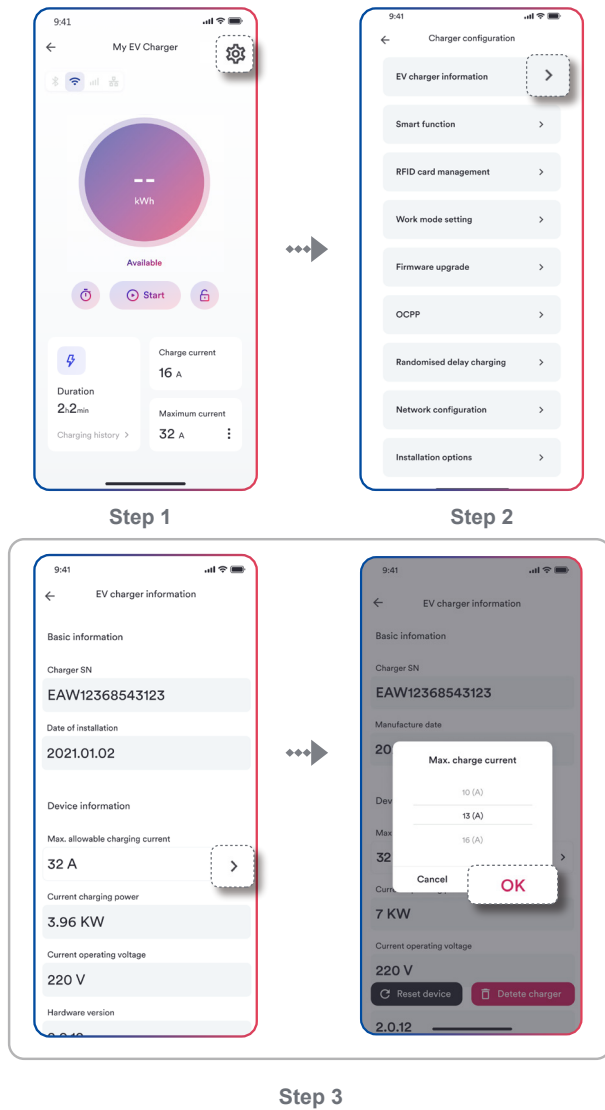 9:41
My EV Charger
--
kWh
Available
Start
Duration
2h2min
Charging history >
Charge current
16 A
Maximum current
32 A
9:41
Charger configuration
EV charger information
Smart function
RFID card management
Work mode setting
Firmware upgrade
OCPP
Randomised delay charging
Network configuration
Installation options
Step 1
Step 2
9:41
EV charger information
Basic information
Charger SN
EAW12368543123
Date of installation
2021.01.02
Device information
Max. allowable charging current
32 A
Current charging power
3.96 KW
Current operating voltage
220 V
Hardware version
9:41
EV charger information
Basic infomation
Charger SN
EAW12368543123
Manufacture date
20
Max. charge current
10 (A)
Dev
13 (A)
Max
16 (A)
32
Cancel
OK
7 KW
Current operating voltage
220 V
Reset device
Detete charger
2.0.12
Step 3